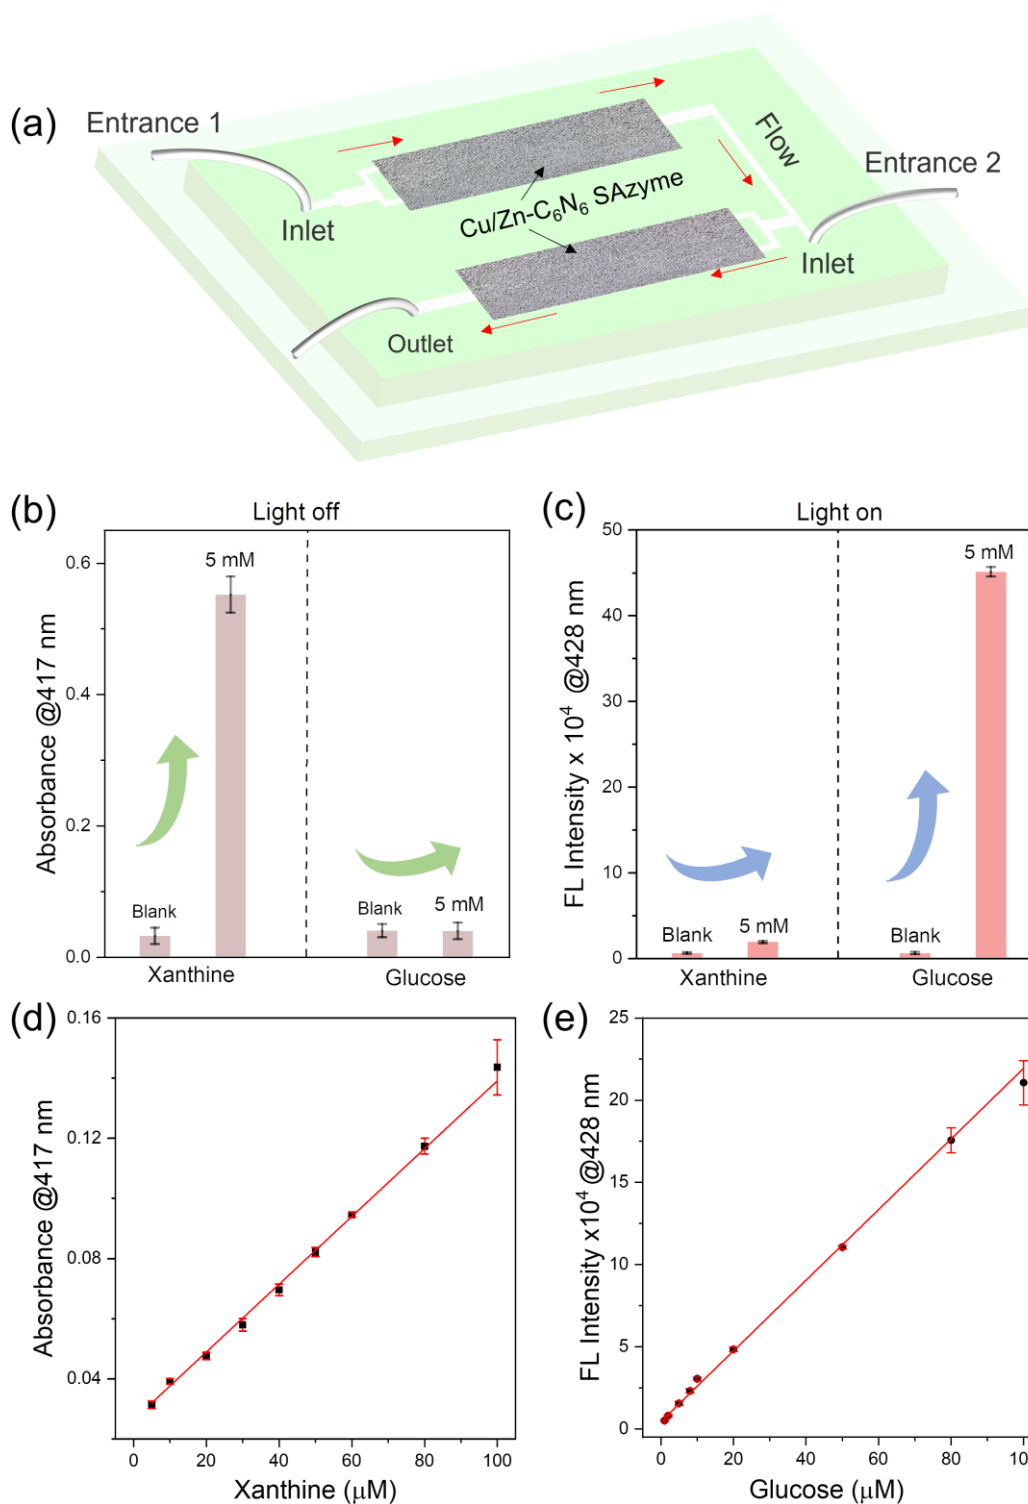 (a)
Entrance 1
Inlet
Cu/Zn-C₆N₆ SAzyme
Flow
Entrance 2
Inlet
Outlet
(b)
Light off
Absorbance @417 nm
0.6
0.4
0.2
0.0
5 mM
Blank
Blank
5 mM
Xanthine
Glucose
(c)
Light on
FL Intensity x 10⁴ @428 nm
50
40
30
20
10
0
5 mM
Blank
5 mM
Blank
Xanthine
Glucose
(d)
Absorbance @417 nm
0.16
0.12
0.08
0.04
0 20 40 60 80 100
Xanthine (μM)
(e)
FL Intensity x10⁴ @428 nm
25
20
15
10
5
0
0 20 40 60 80
Glucose (μM)